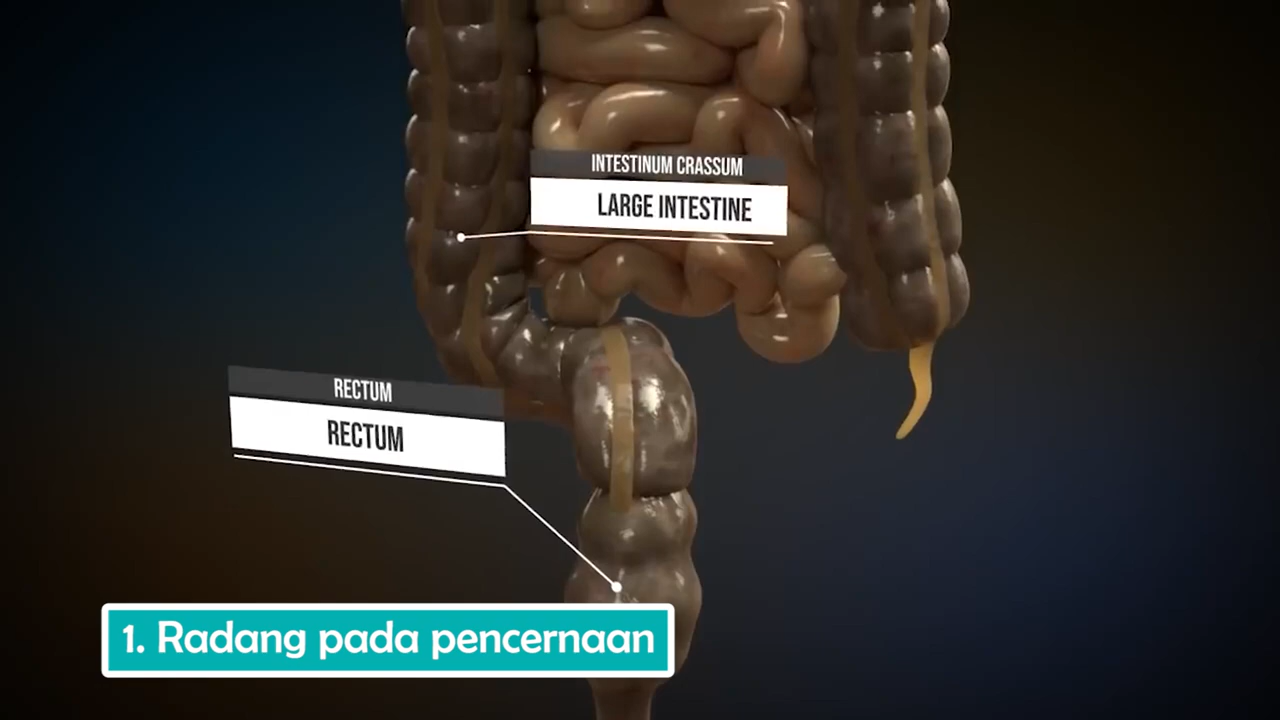 INTESTINUM CRASSUM
LARGE INTESTINE
RECTUM
RECTUM
1. Radang pada pencernaan